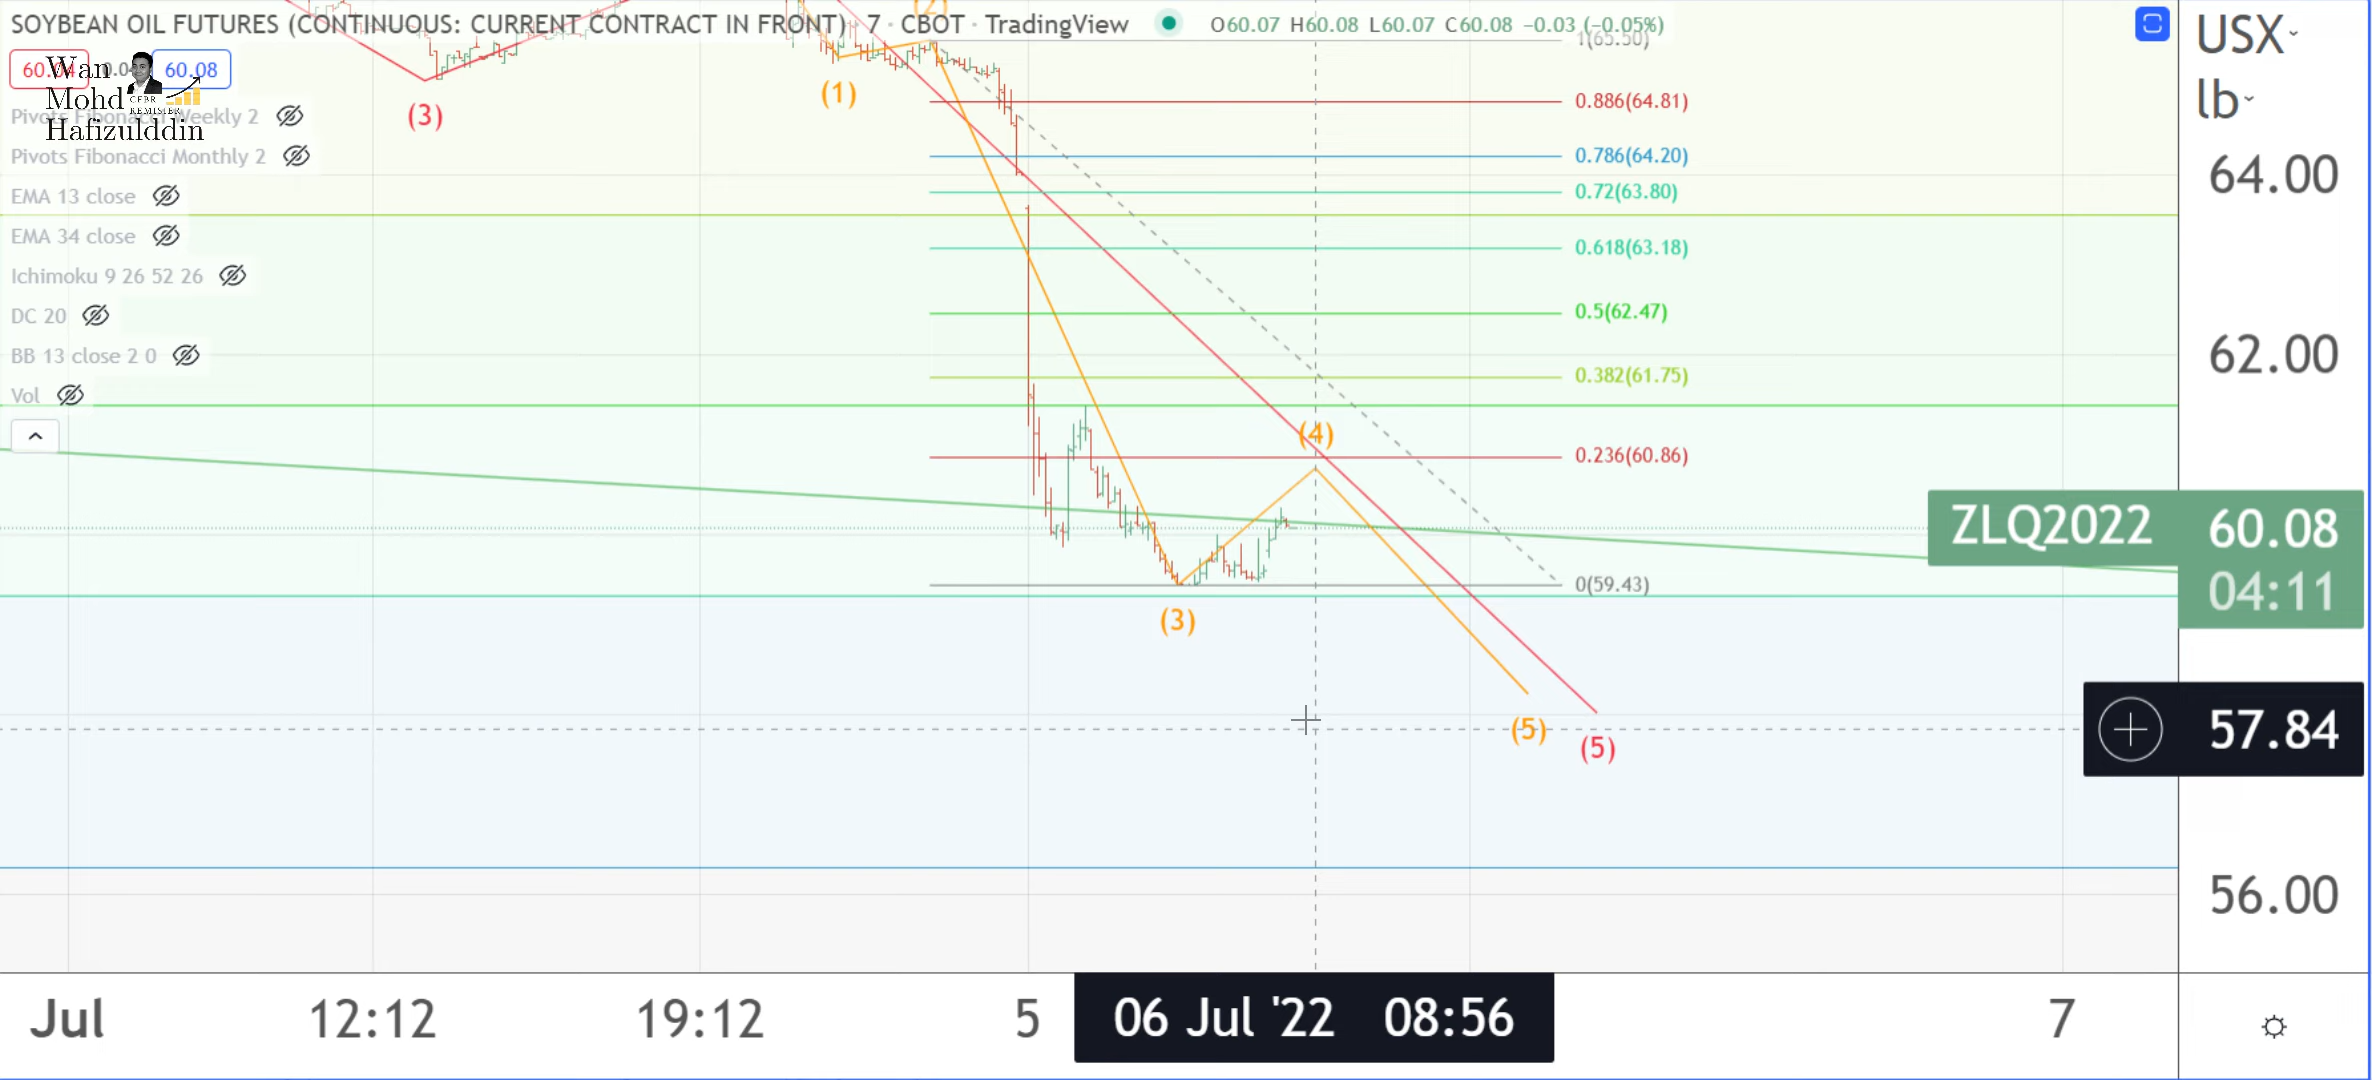 SOYBEAN OIL FUTURES (CONTINUOUS: CURRENT CONTRACT IN FRONT) · 7 · CBOT · TradingView O60.07 H60.08 L60.07 C60.08 −0.03 (−0.05%)
60.08
Wan
Mohd
CFBR
REMISIER
Hafizulddin
Pivots Fibonacci Weekly 2
Pivots Fibonacci Monthly 2
EMA 13 close
EMA 34 close
Ichimoku 9 26 52 26
DC 20
BB 13 close 2 0
Vol
(3)
(1)
(2)
(3)
(4)
(5)
(5)
1(65.50)
0.886(64.81)
0.786(64.20)
0.72(63.80)
0.618(63.18)
0.5(62.47)
0.382(61.75)
0.236(60.86)
0(59.43)
USX
lb
64.00
62.00
ZLQ2022 60.08
04:11
57.84
56.00
Jul 12:12 19:12 5 06 Jul '22 08:56 7